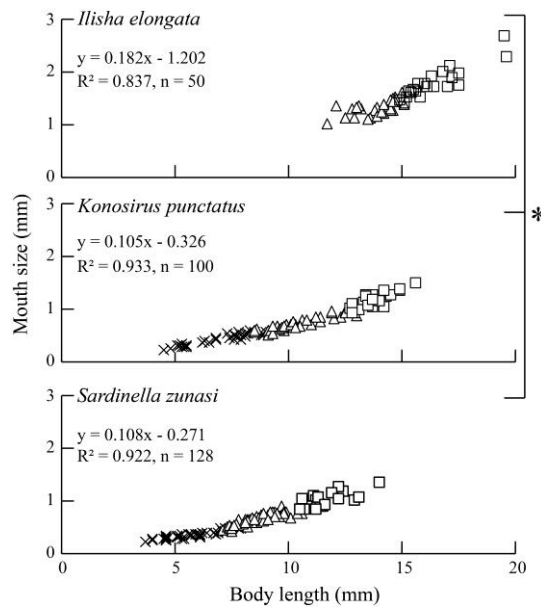 3
Ilisha elongata
y = 0.182x - 1.202
R² = 0.837, n = 50
2
1
0
3
Konosirus punctatus
y = 0.105x - 0.326
R² = 0.933, n = 100
2
1
0
3
Sardinella zunasi
y = 0.108x - 0.271
R² = 0.922, n = 128
2
1
0
Mouth size (mm)
*
0 5 10 15 20
Body length (mm)